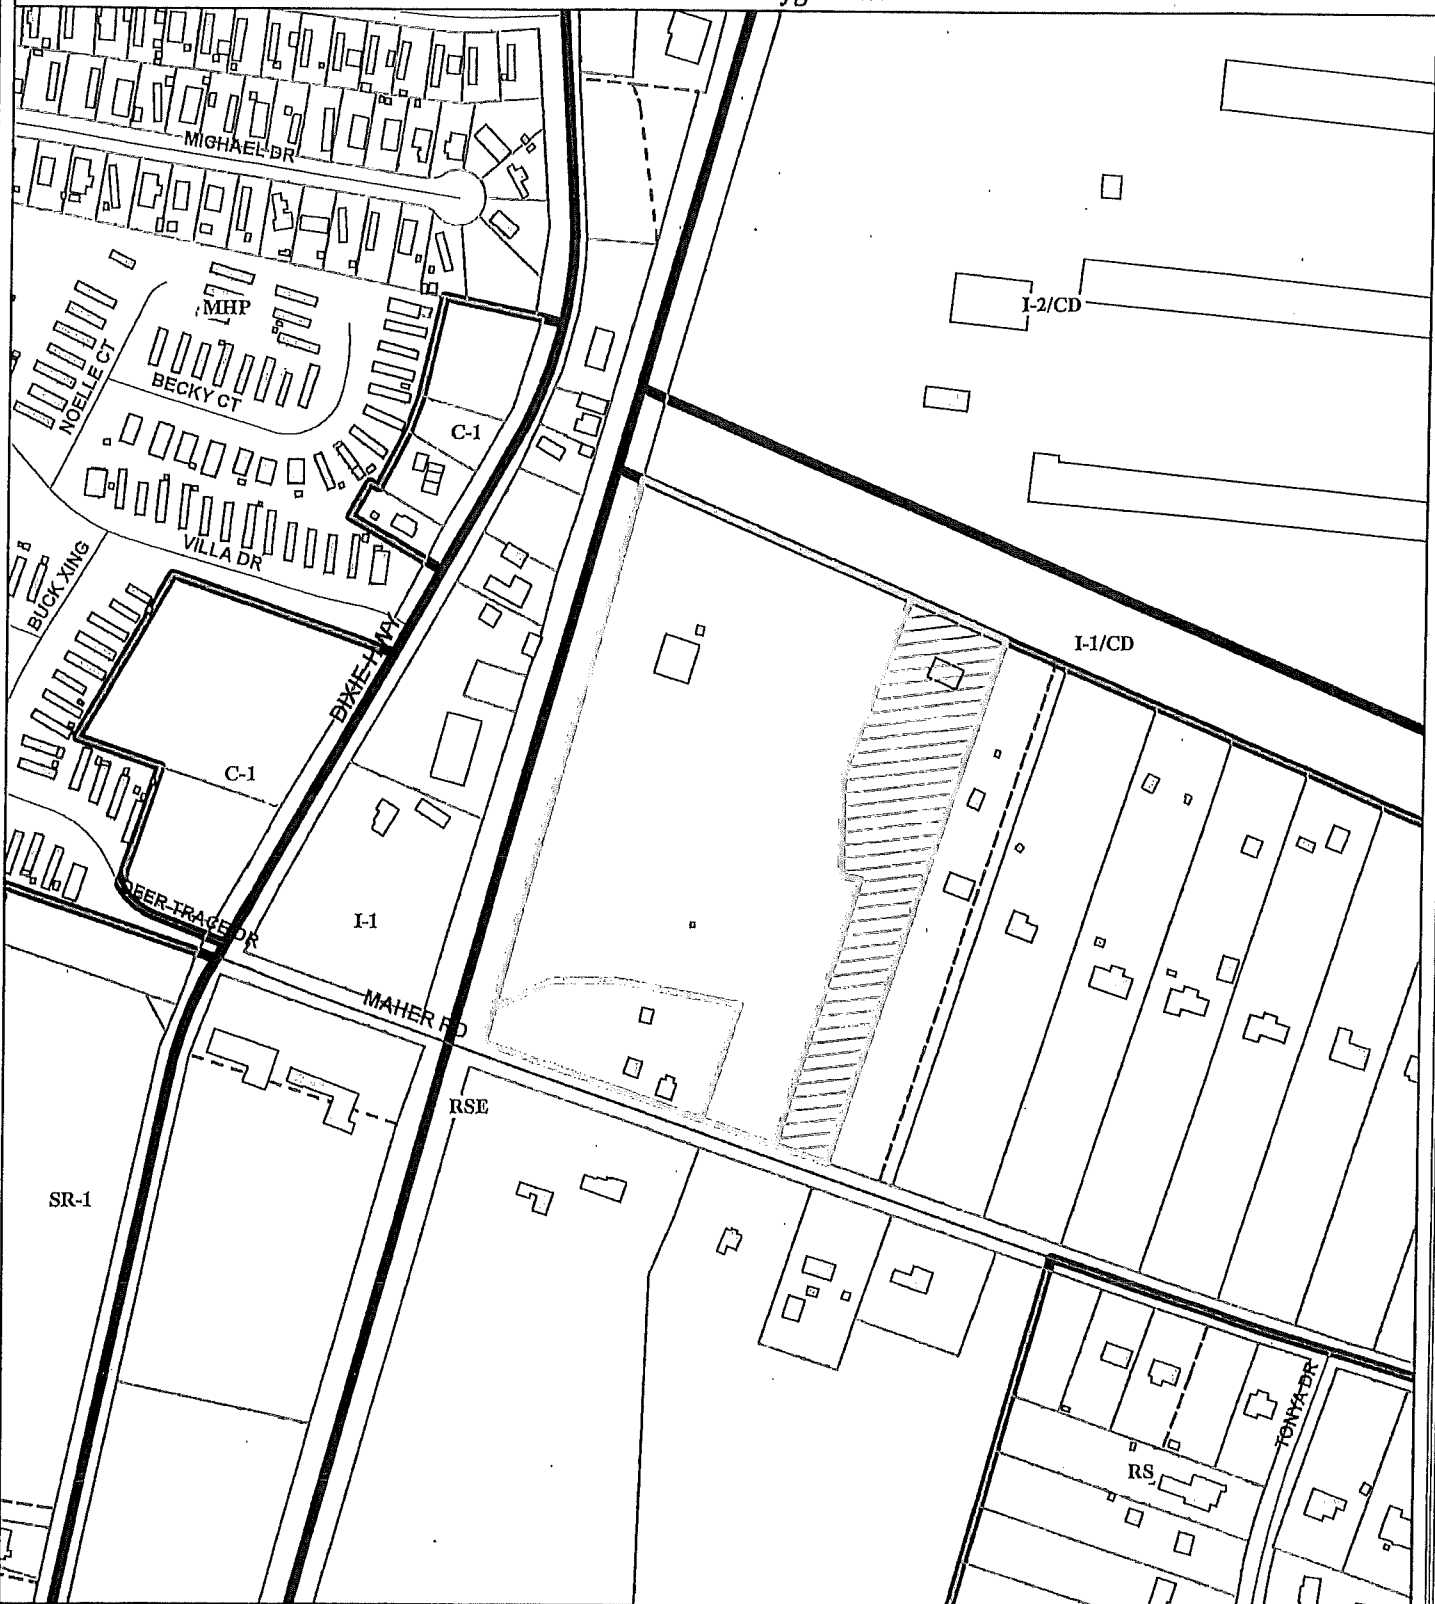 MICHAEL DR
MHP
I-2/CD
NOELLE CT
BECKY CT
C-1
VILLA DR
BUCK XING
DIXIE HWY
I-1/CD
C-1
DEER TRACE DR
I-1
MAHER RD
RSE
SR-1
TONYA DR
RS